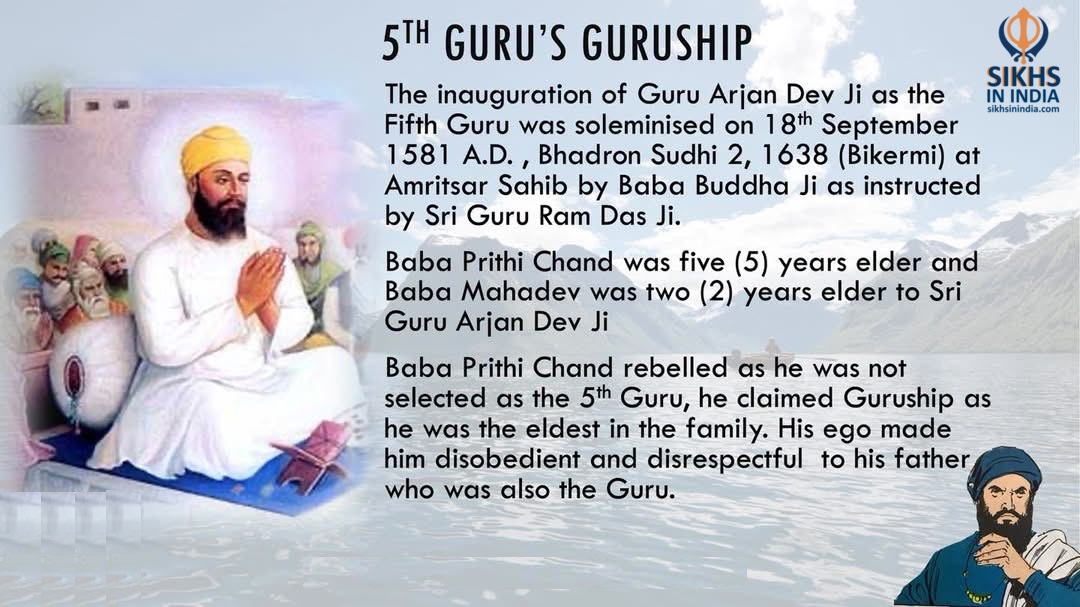 5TH GURU'S GURUSHIP
SIKHS
IN INDIA
sikhsinindia.com
The inauguration of Guru Arjan Dev Ji as the
Fifth Guru was soleminised on 18th September
1581 A.D. , Bhadron Sudhi 2, 1638 (Bikermi) at
Amritsar Sahib by Baba Buddha Ji as instructed
by Sri Guru Ram Das Ji.
Baba Prithi Chand was five (5) years elder and
Baba Mahadev was two (2) years elder to Sri
Guru Arjan Dev Ji
Baba Prithi Chand rebelled as he was not
selected as the 5th Guru, he claimed Guruship as
he was the eldest in the family. His ego made
him disobedient and disrespectful  to his father
who was also the Guru.